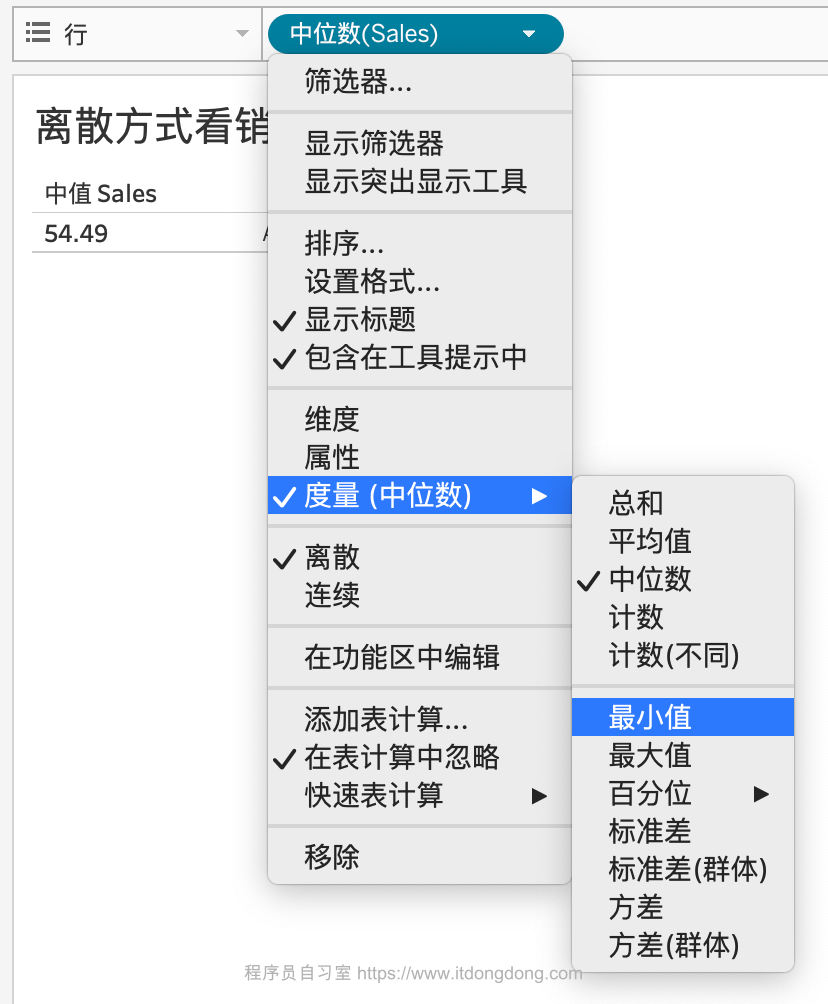 行
中位数(Sales)
离散方式看销
中值 Sales
54.49
筛选器...
显示筛选器
显示突出显示工具
排序...
设置格式...
显示标题
包含在工具提示中
维度
属性
度量 (中位数)
离散
连续
在功能区中编辑
添加表计算...
在表计算中忽略
快速表计算
移除
总和
平均值
中位数
计数
计数(不同)
最小值
最大值
百分位
标准差
标准差(群体)
方差
方差(群体)
程序员自习室 https://www.itdongdong.com